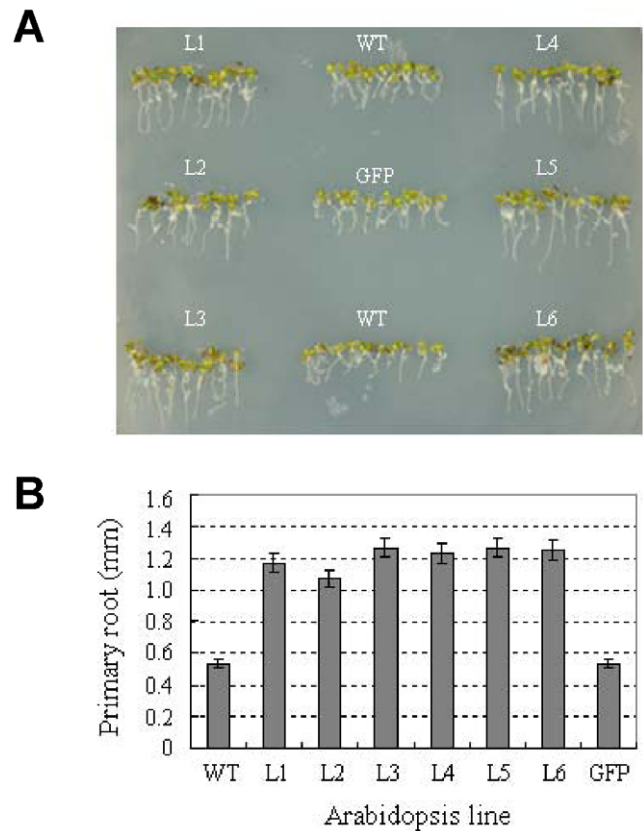 A
L1 WT L4
L2 GFP L5
L3 WT L6
B
Primary root (mm)
1.6
1.4
1.2
1.0
0.8
0.6
0.4
0.2
0
WT L1 L2 L3 L4 L5 L6 GFP
Arabidopsis line